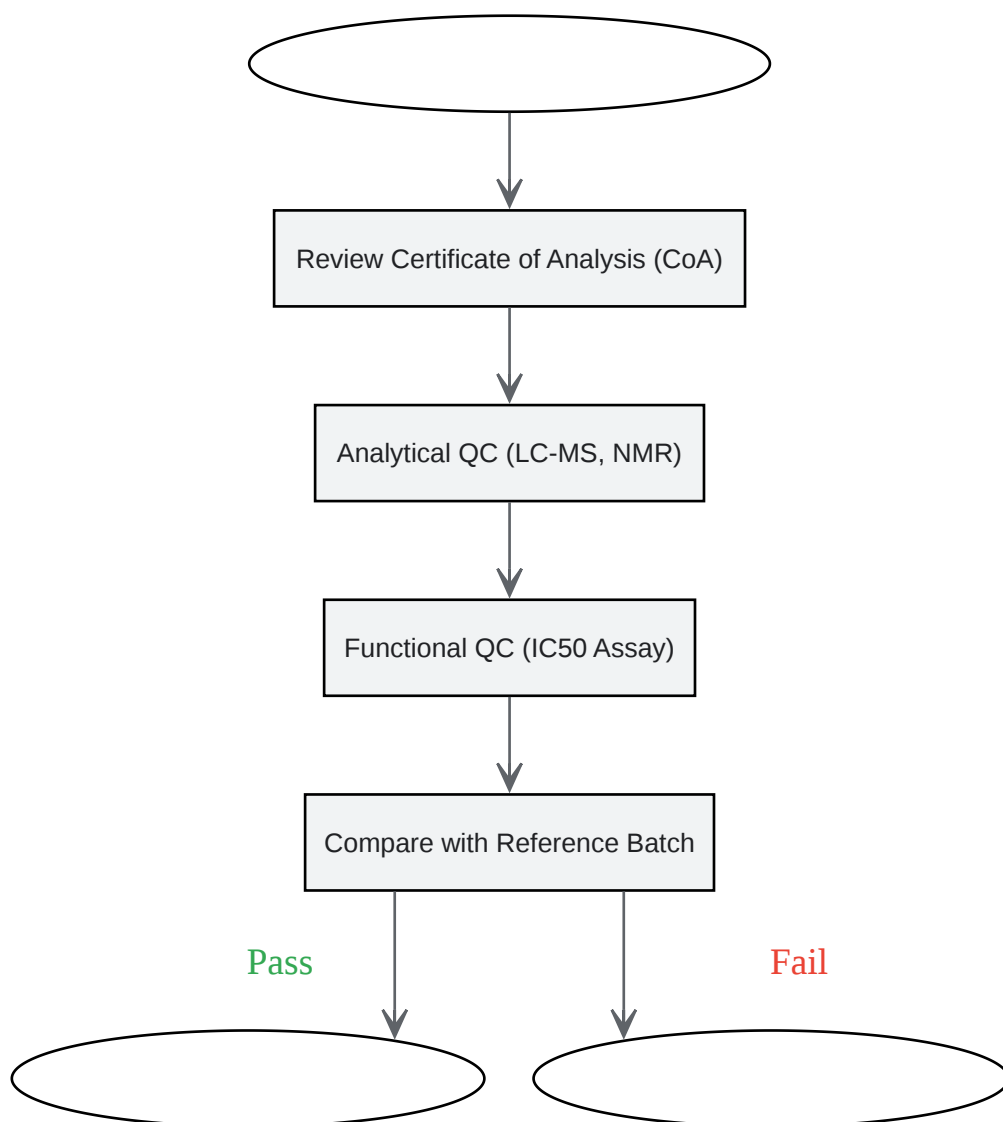 Review Certificate of Analysis (CoA)
Analytical QC (LC-MS, NMR)
Functional QC (IC50 Assay)
Compare with Reference Batch
Pass
Fail